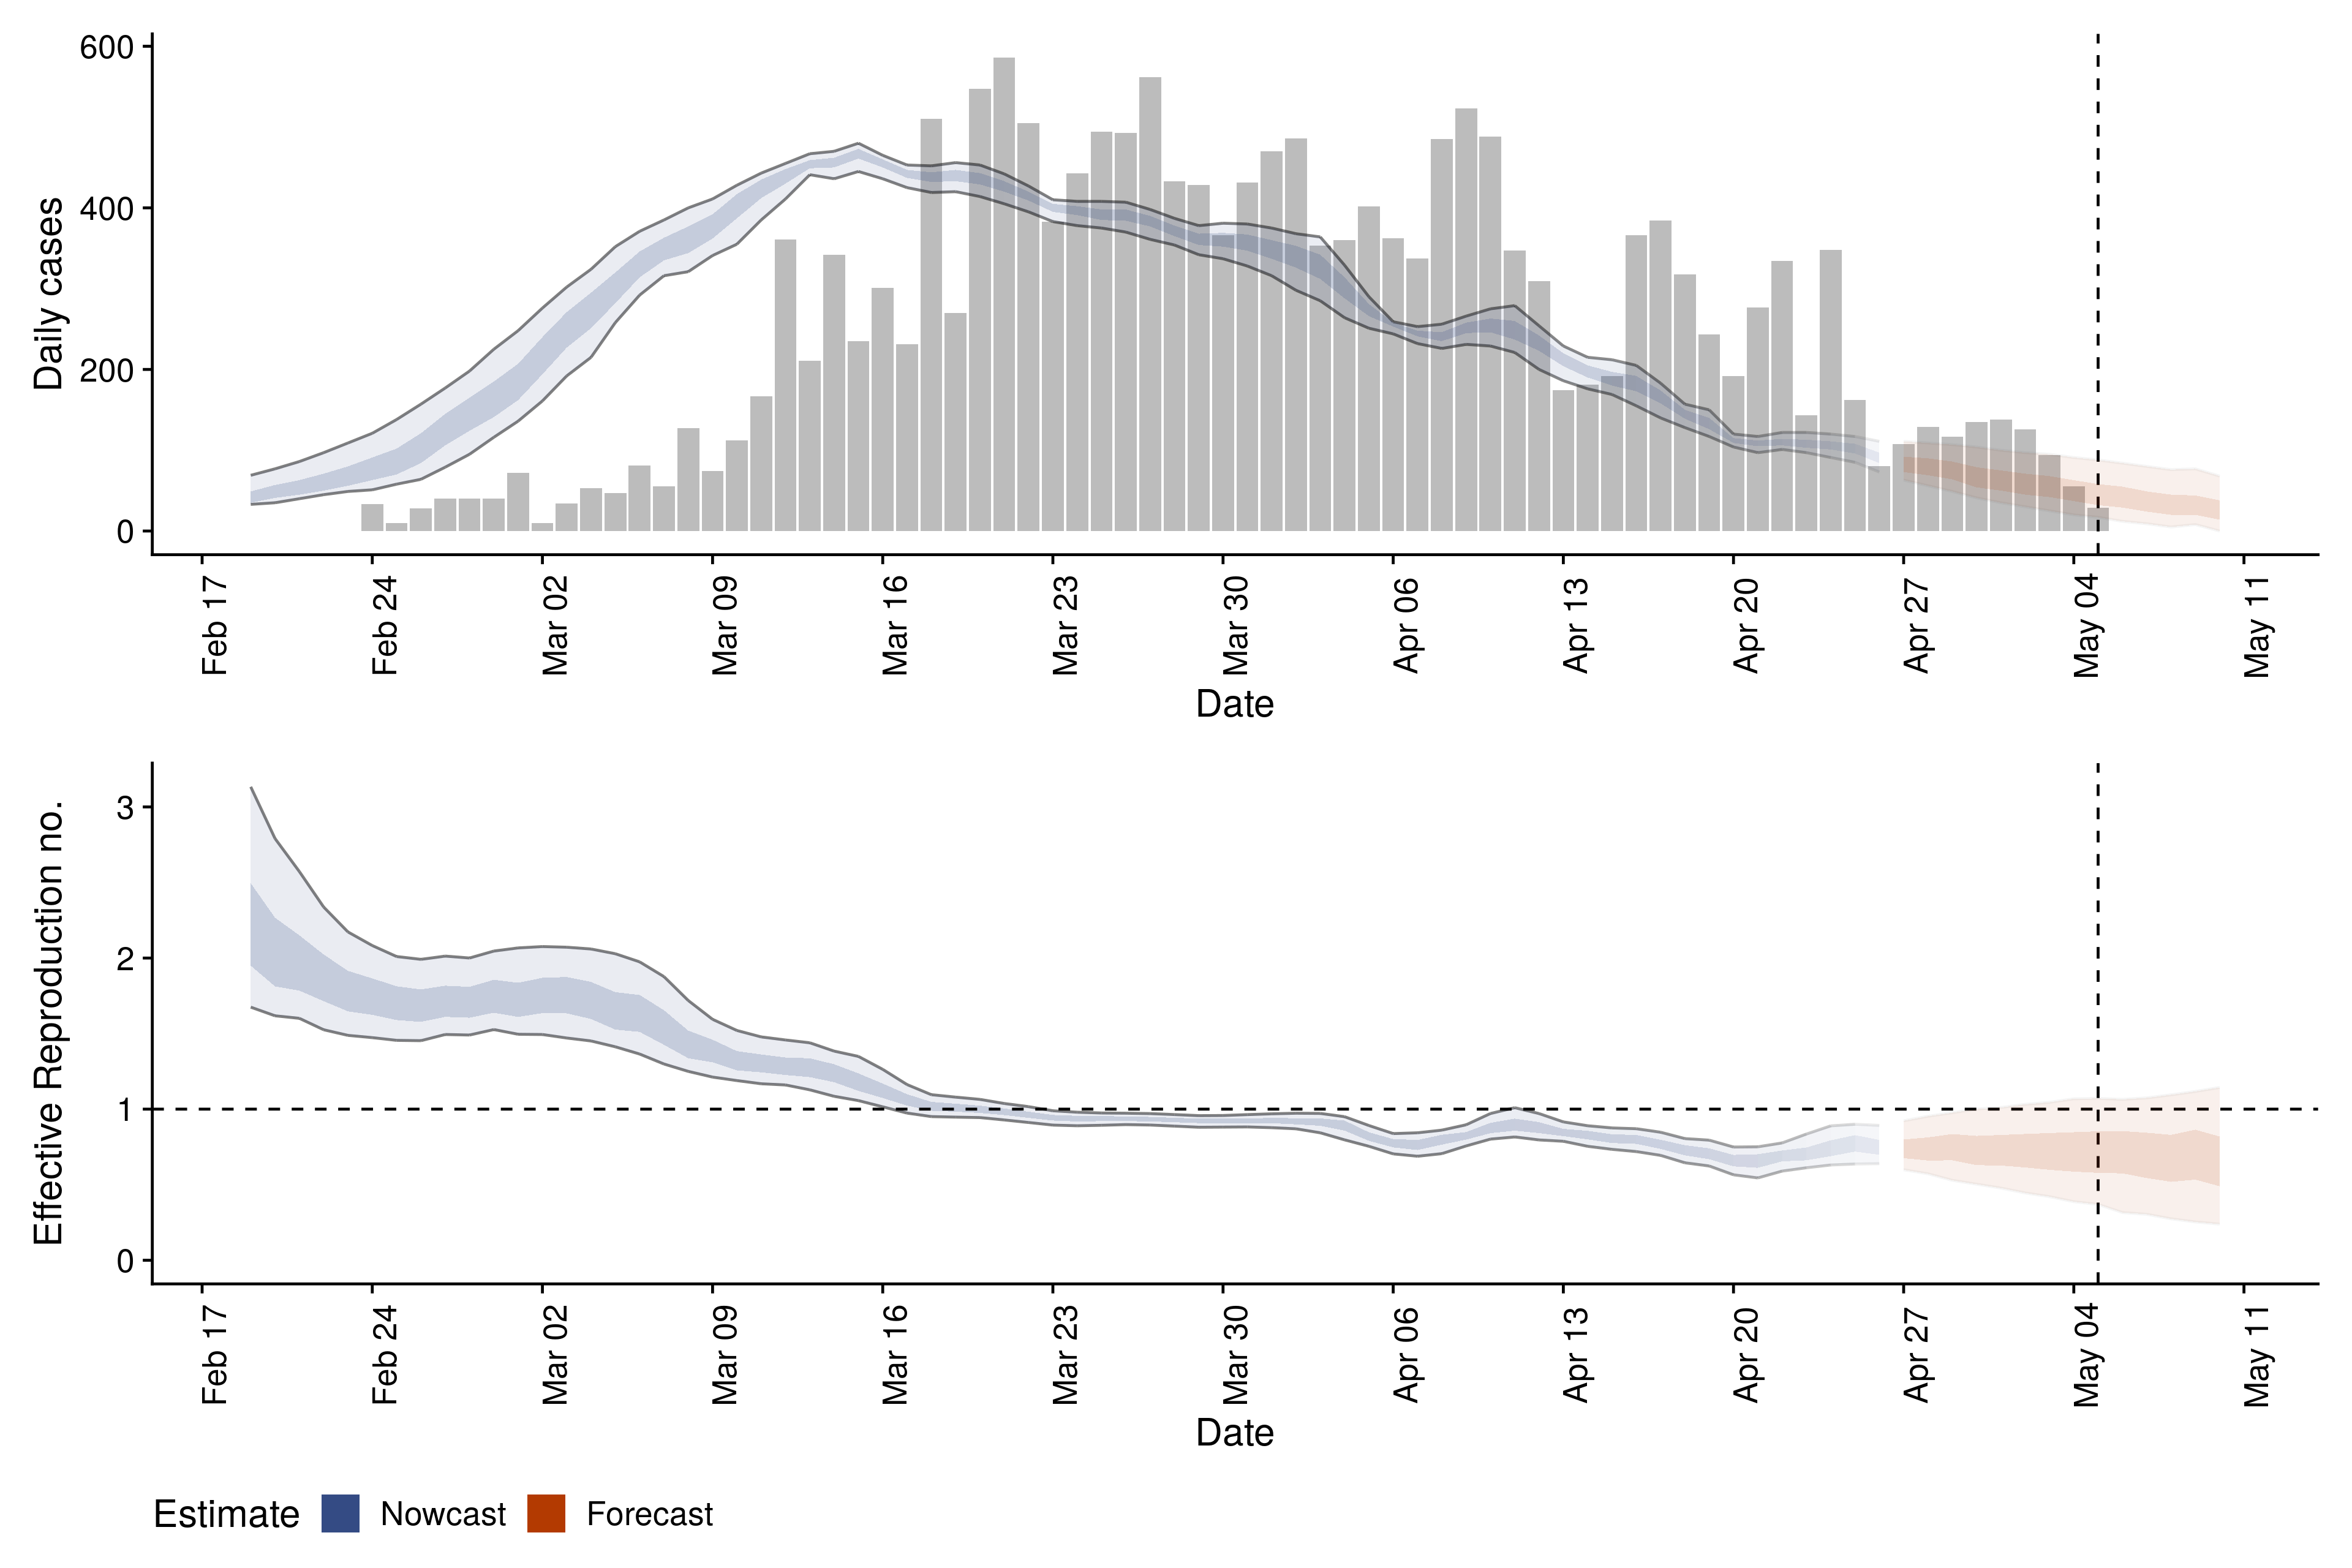 Daily cases
600
400
200
0
Feb 17
Feb 24
Mar 02
Mar 09
Mar 16
Mar 23
Mar 30
Apr 06
Apr 13
Apr 20
Apr 27
May 04
May 11
Date
Effective Reproduction no.
3
2
1
0
Feb 17
Feb 24
Mar 02
Mar 09
Mar 16
Mar 23
Mar 30
Apr 06
Apr 13
Apr 20
Apr 27
May 04
May 11
Date
Estimate Nowcast Forecast